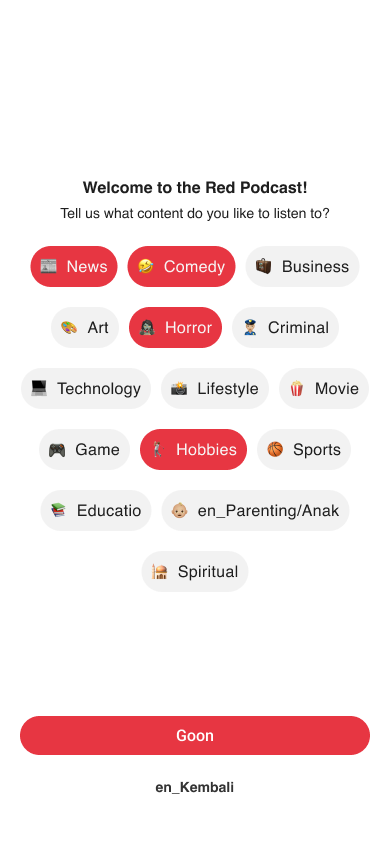 Welcome to the Red Podcast!
Tell us what content do you like to listen to?
News Comedy Business
Art Horror Criminal
Technology Lifestyle Movie
Game Hobbies Sports
Educatio en_Parenting/Anak
Spiritual
Goon
en_Kembali